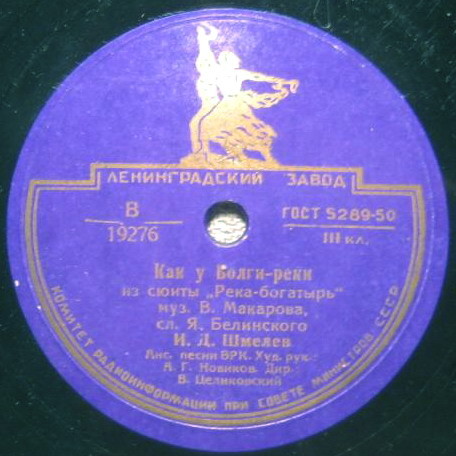 ЛЕНИНГРАДСКИЙ ЗАВОД
В
19276
ГОСТ 5289-50
III кл.
Как у Волги-реки
из сюиты „Река-богатырь“
муз. В. Макарова,
сл. Я. Белинского
И. Д. Шмелев
Анс. песни ВРК. Худ. рук.:
А. Г. Новиков. Дир.:
В. Целиковский
КОМИТЕТ РАДИОИНФОРМАЦИИ ПРИ СОВЕТЕ МИНИСТРОВ СССР